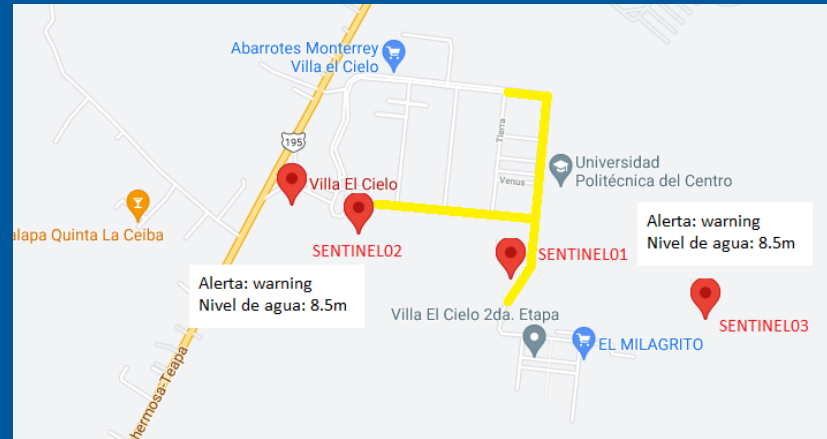 Abarrotes Monterrey
Villa el Cielo
195
Tierra
Universidad
Politécnica del Centro
Venus
Villa El Cielo
alapa Quinta La Ceiba
SENTINEL02
SENTINEL01
Alerta: warning
Nivel de agua: 8.5m
Alerta: warning
Nivel de agua: 8.5m
Villa El Cielo 2da. Etapa
SENTINEL03
EL MILAGRITO
hermosa-Teapa